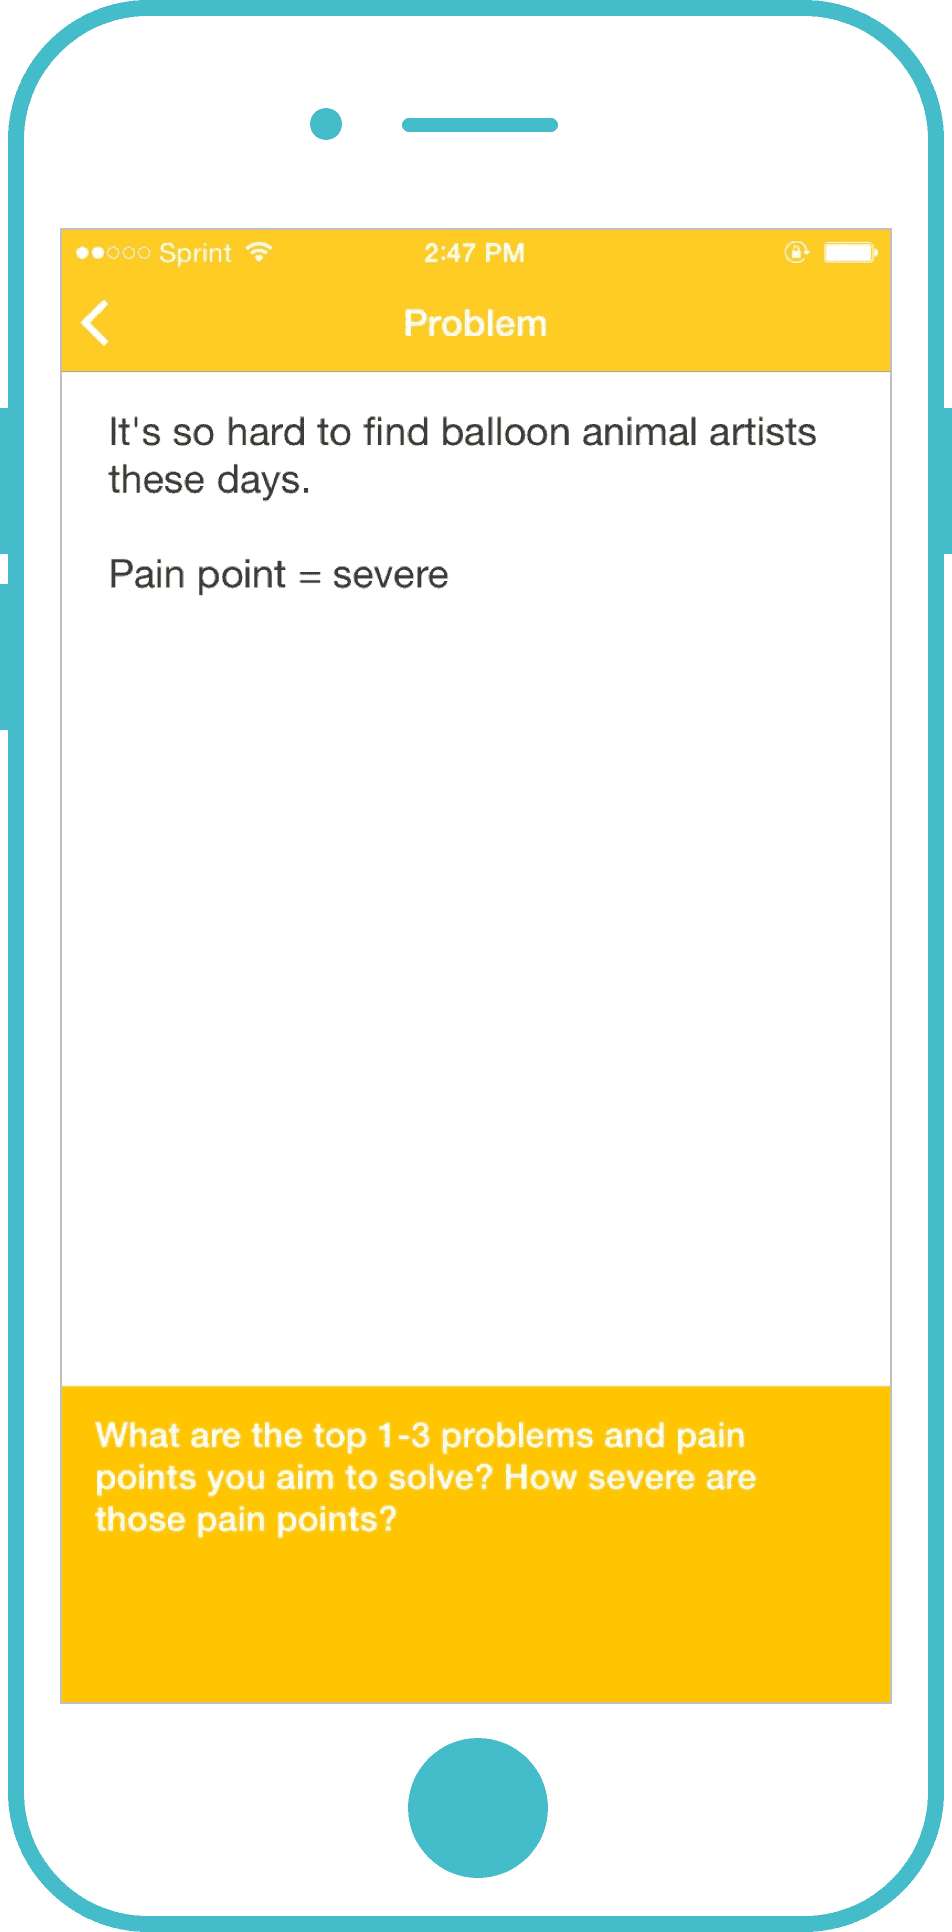 Sprint 2:47 PM
Problem
It's so hard to find balloon animal artists
these days.
Pain point = severe
What are the top 1-3 problems and pain
points you aim to solve? How severe are
those pain points?